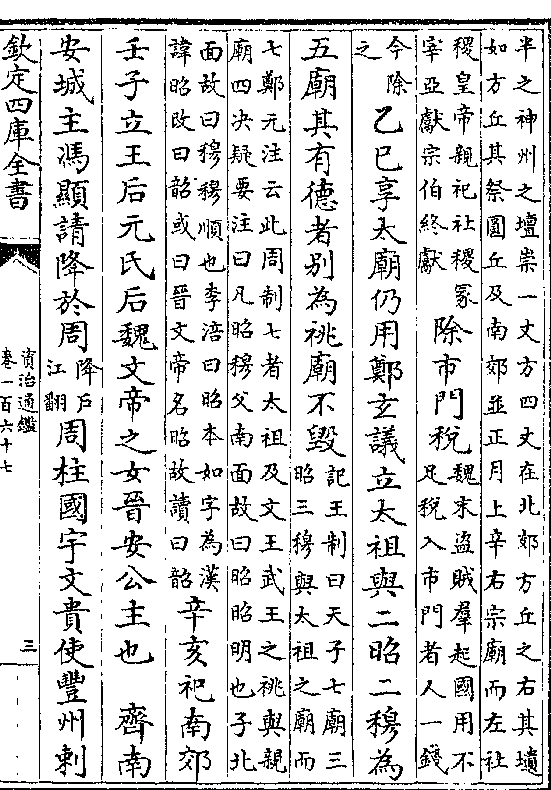 半之神州之壇崇一丈方四丈在北郊方丘之右其壝
如方丘其祭圜丘及南郊並正月上辛右宗廟而左社
稷皇帝親祀社稷冢
宰亞獻宗伯終獻
除市門稅
魏末盜賊羣起國用不
足稅入市門者人一錢
今除
之
乙巳享太廟仍用鄭玄議立太祖與二昭二穆為
五廟其有德者別為祧廟不毀
記王制曰天子七廟三
昭三穆與太祖之廟而
七鄭元注云此周制七者太祖及文王武王之祧與親
廟四决疑要注曰凡昭穆父南面故曰昭昭明也子北
面故曰穆穆順也李涪曰昭本如字為漢
諱昭改曰韶或曰晉文帝名昭故讀曰韶
辛亥祀南郊
壬子立王后元氏后魏文帝之女晉安公主也 齊南
安城主馮顯請降於周
降戶
江翻
周柱國宇文貴使豐州刺
欽定四庫全書
資治通鑑
卷一百六十七
三